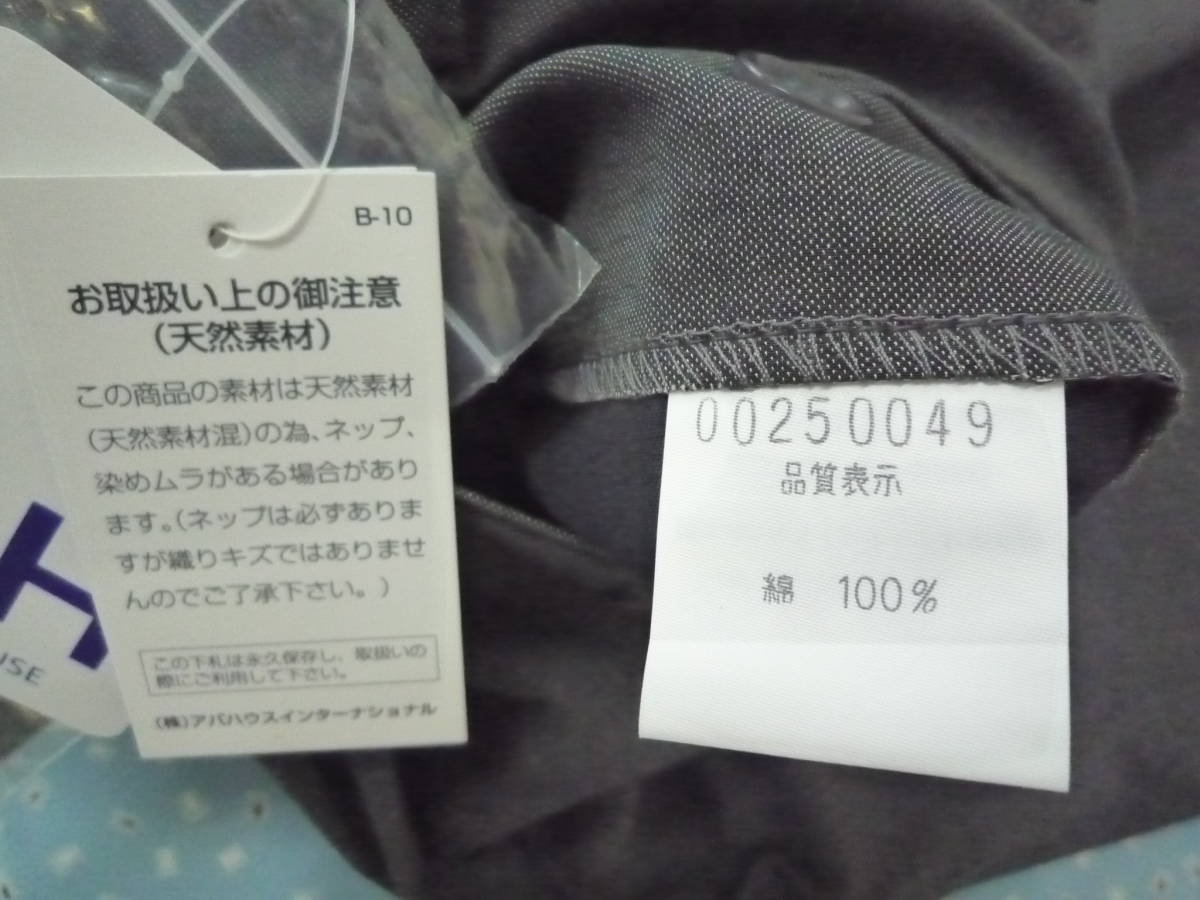 B-10
お取扱い上の御注意
(天然素材)
この商品の素材は天然素材
(天然素材混)の為、ネップ、
染めムラがある場合があり
ます。(ネップは必ずありま
すが織りキズではありませ
んのでご了承下さい。)
この下札は永久保存し、取扱いの
際にご利用して下さい。
(株)アバハウスインターナショナル
USE
00250049
品質表示
綿 100%